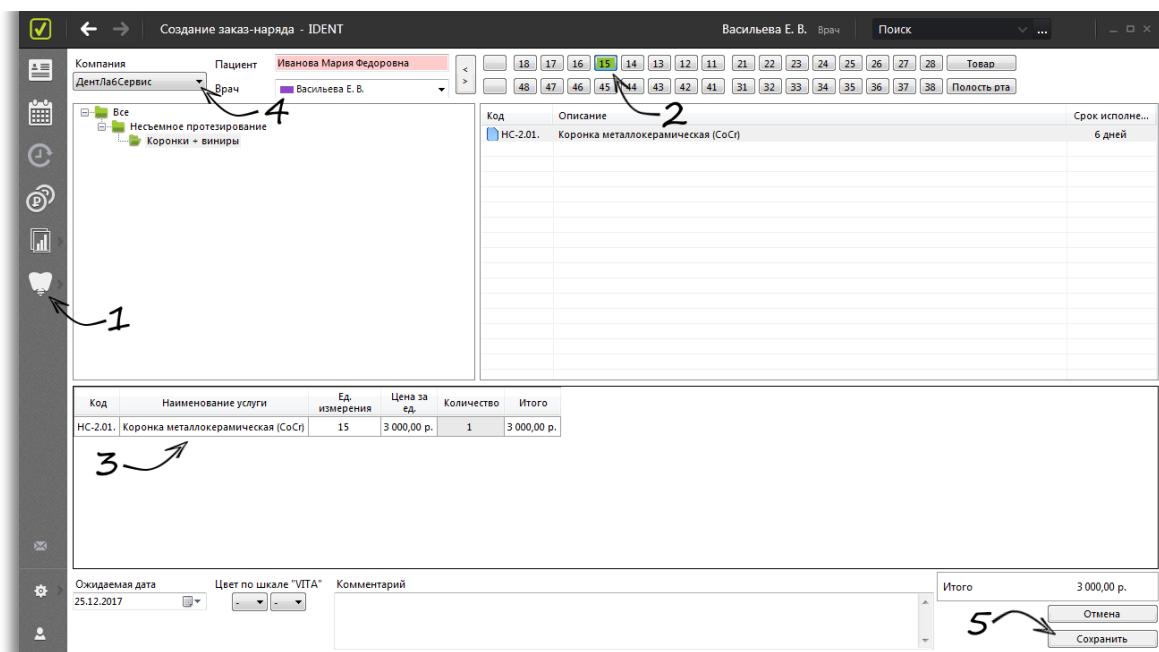 Создание заказ-наряда - IDENT
Васильева Е. В. Врач
Поиск
...
Компания
ДентЛабСервис
Пациент
Иванова Мария Федоровна
Врач
Васильева Е. В.
<
>
18 17 16 15 14 13 12 11 21 22 23 24 25 26 27 28 Товар
48 47 46 45 44 43 42 41 31 32 33 34 35 36 37 38 Полость рта
Все
Несъемное протезирование
Коронки + виниры
Код Описание Срок исполне...
НС-2.01. Коронка металлокерамическая (CoCr) 6 дней
1
2
3
4
5
Код Наименование услуги Ед. измерения Цена за ед. Количество Итого
НС-2.01. Коронка металлокерамическая (CoCr) 15 3 000,00 р. 1 3 000,00 р.
Ожидаемая дата
25.12.2017
Цвет по шкале "VITA"
- -
Комментарий
Итого 3 000,00 р.
Отмена
Сохранить